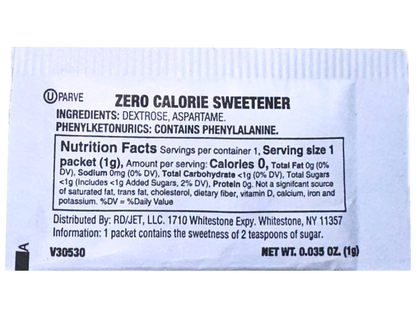 ⓊPARVE ZERO CALORIE SWEETENER
INGREDIENTS: DEXTROSE, ASPARTAME.
PHENYLKETONURICS: CONTAINS PHENYLALANINE.
Nutrition Facts Servings per container 1, Serving size 1
packet (1g), Amount per serving: Calories 0, Total Fat 0g (0%
DV), Sodium 0mg (0% DV), Total Carbohydrate <1g (0% DV), Total Sugars
<1g (Includes <1g Added Sugars, 2% DV), Protein 0g. Not a signifcant source
of saturated fat, trans fat, cholesterol, dietary fiber, vitamin D, calcium, iron and
potassium. %DV = %Daily Value
Distributed By: RD/JET, LLC. 1710 Whitestone Expy. Whitestone, NY 11357
Information: 1 packet contains the sweetness of 2 teaspoons of sugar.
A
V30530 NET WT. 0.035 OZ. (1g)